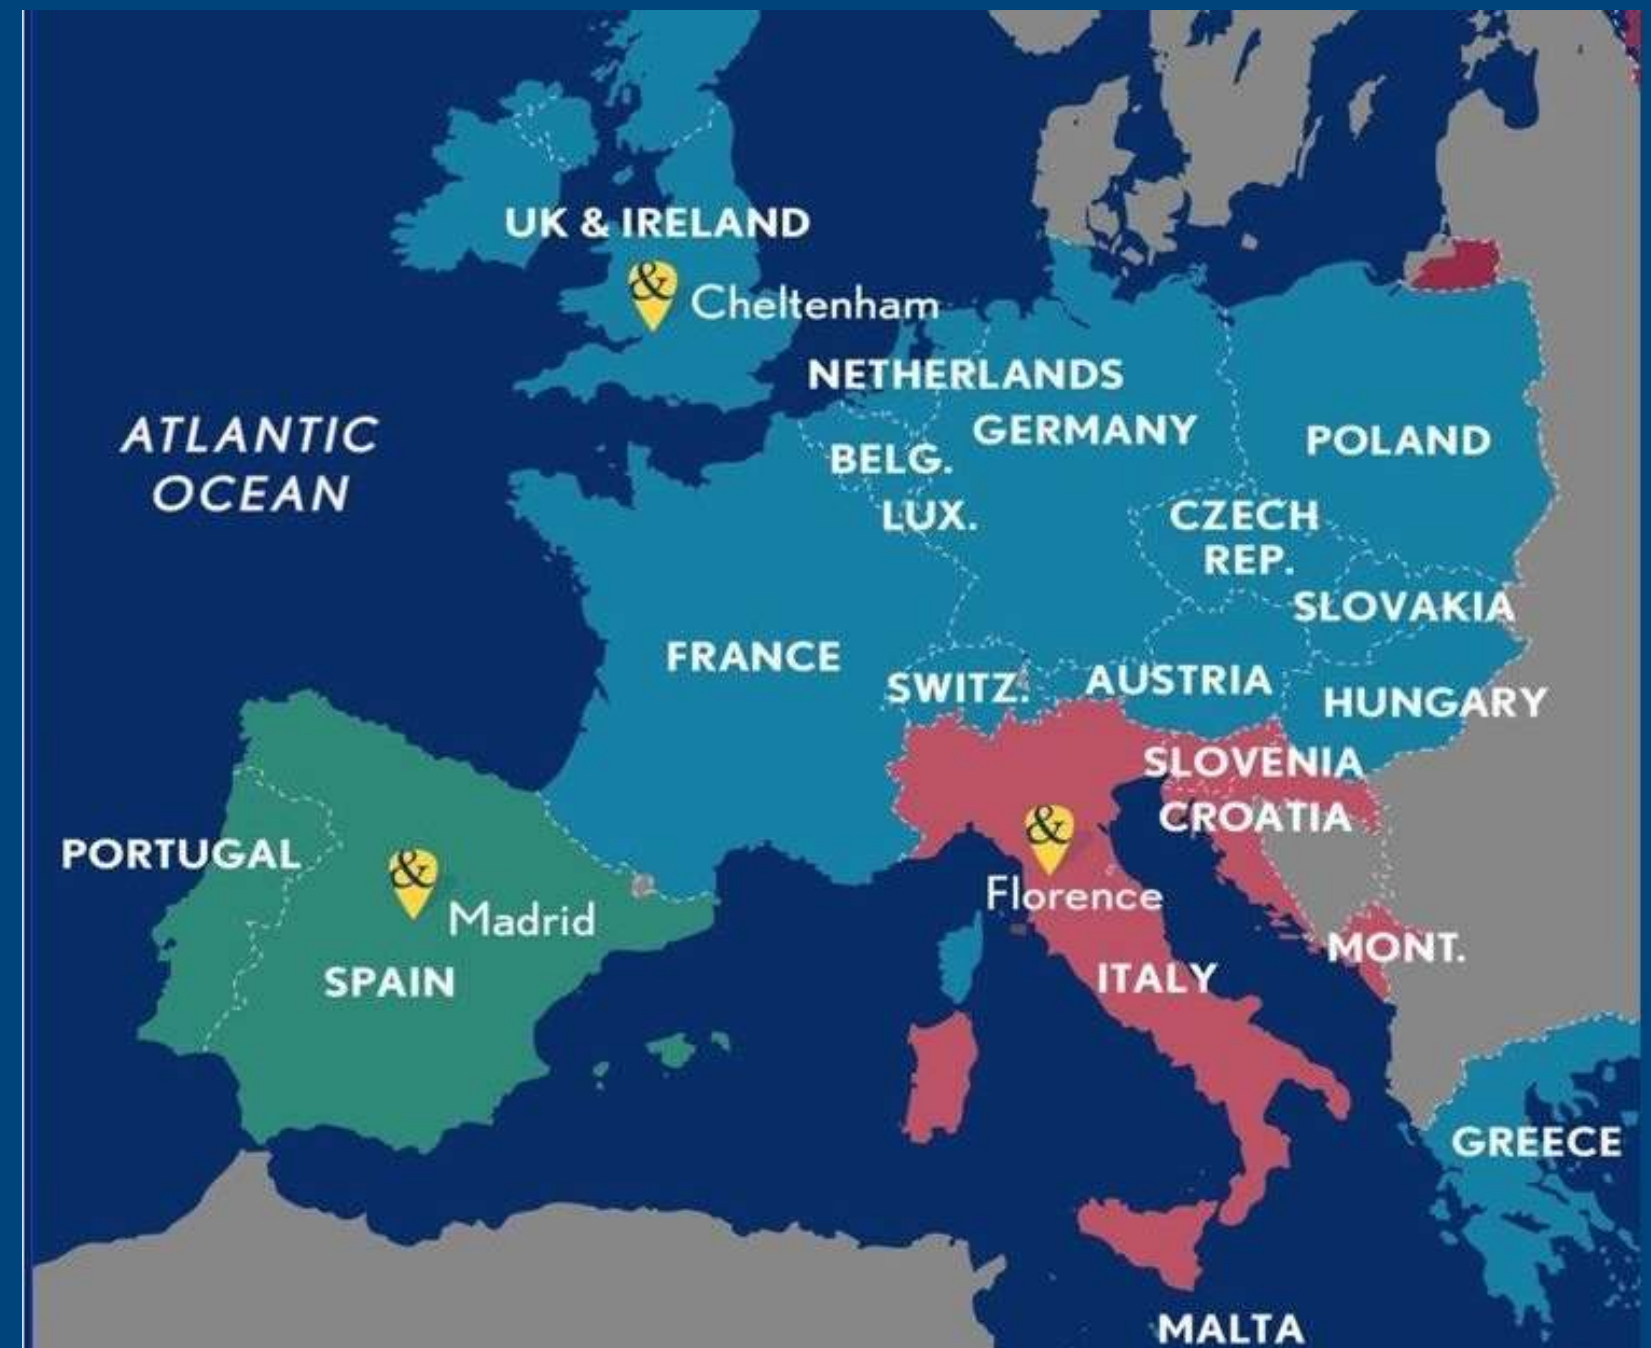 UK & IRELAND
&
Cheltenham
NETHERLANDS
GERMANY
ATLANTIC
OCEAN
POLAND
BELG.
LUX.
CZECH
REP.
SLOVAKIA
FRANCE
SWITZ.
AUSTRIA
HUNGARY
SLOVENIA
CROATIA
PORTUGAL
&
Madrid
SPAIN
&
Florence
ITALY
MONT.
GREECE
MALTA